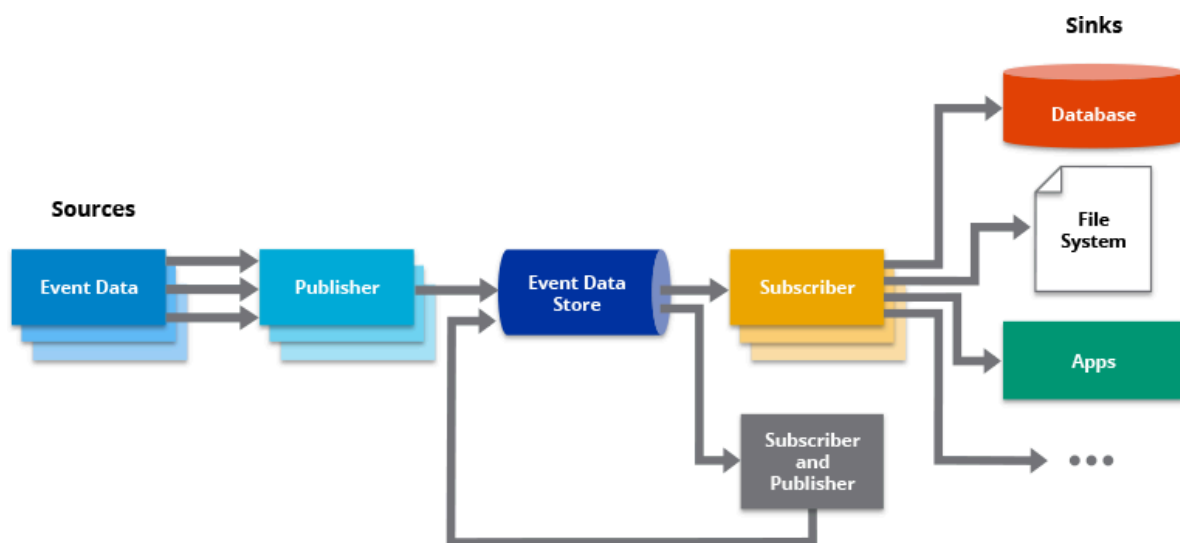 Sinks
Database
Sources
File
System
Event Data
Publisher
Event Data
Store
Subscriber
Apps
Subscriber
and
Publisher